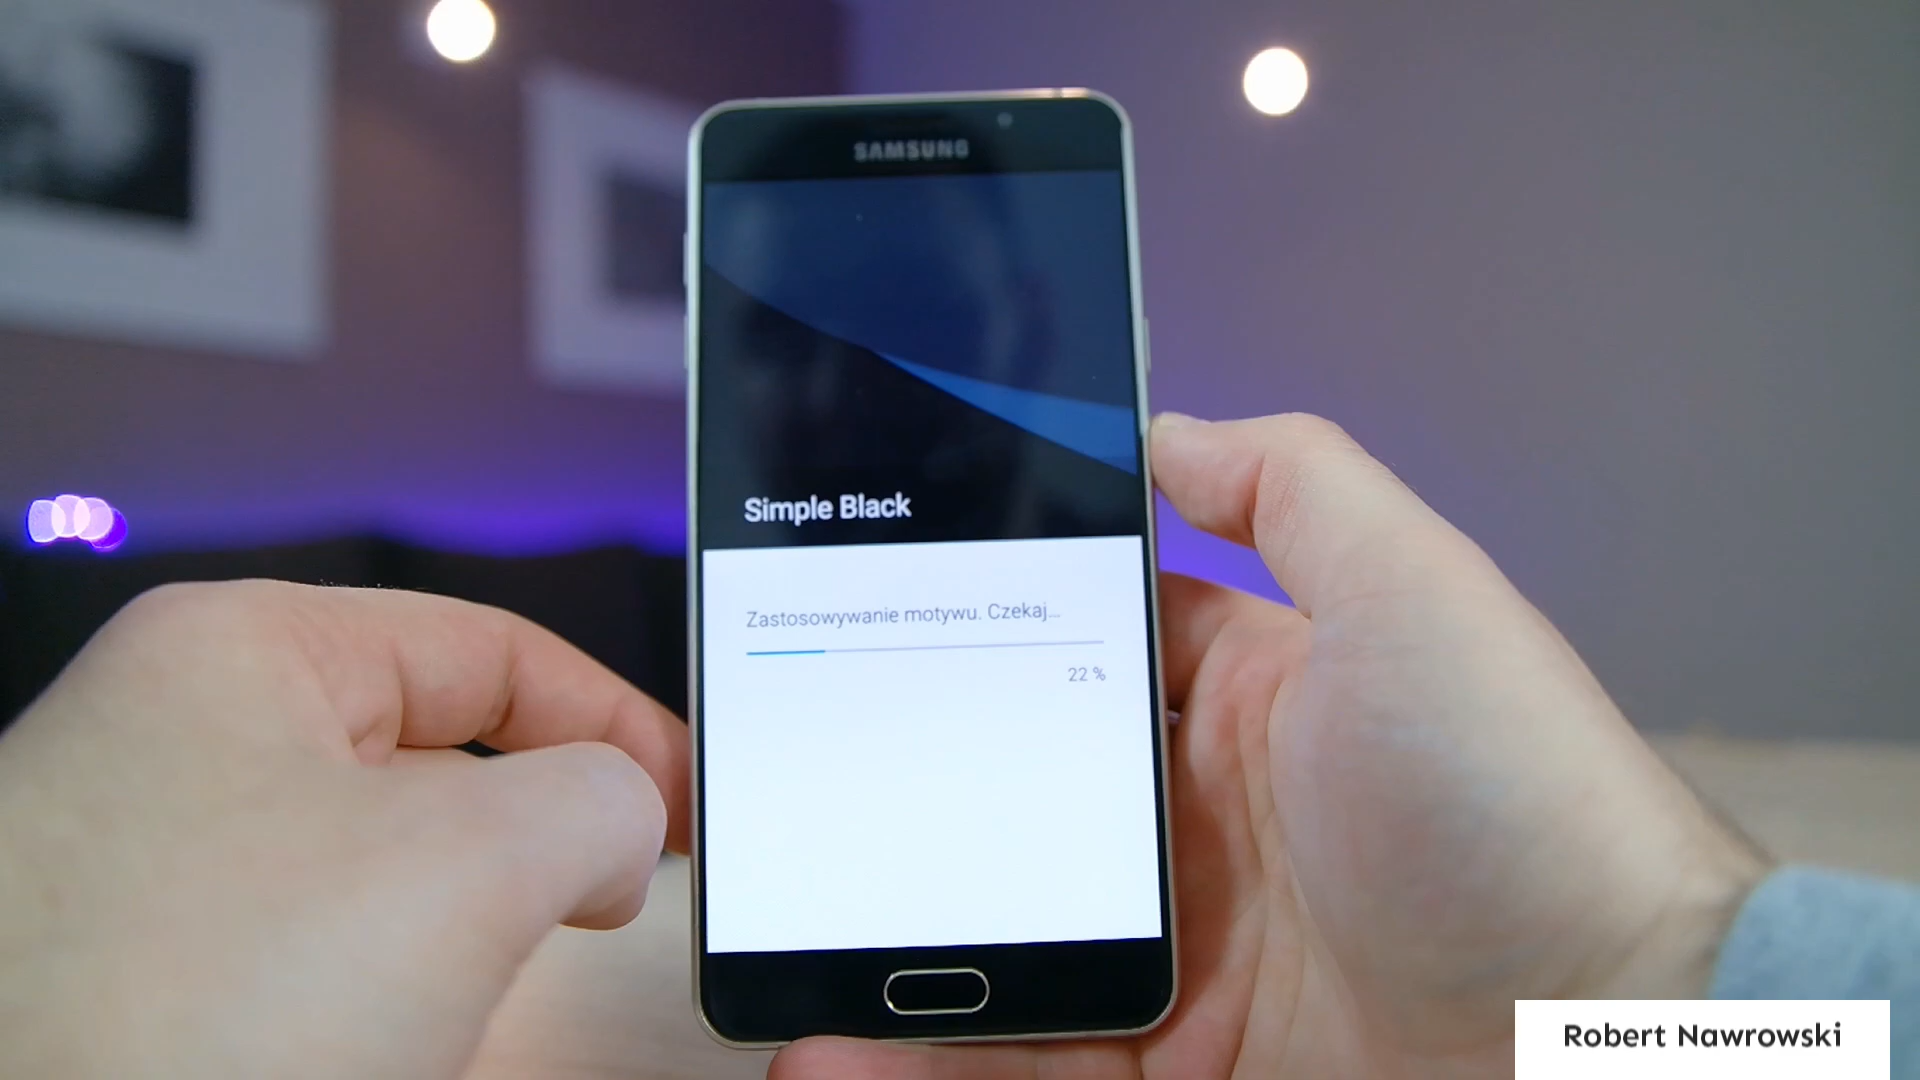 SAMSUNG
Simple Black
Zastosowywanie motywu. Czekaj...
22 %
Robert Nawrowski